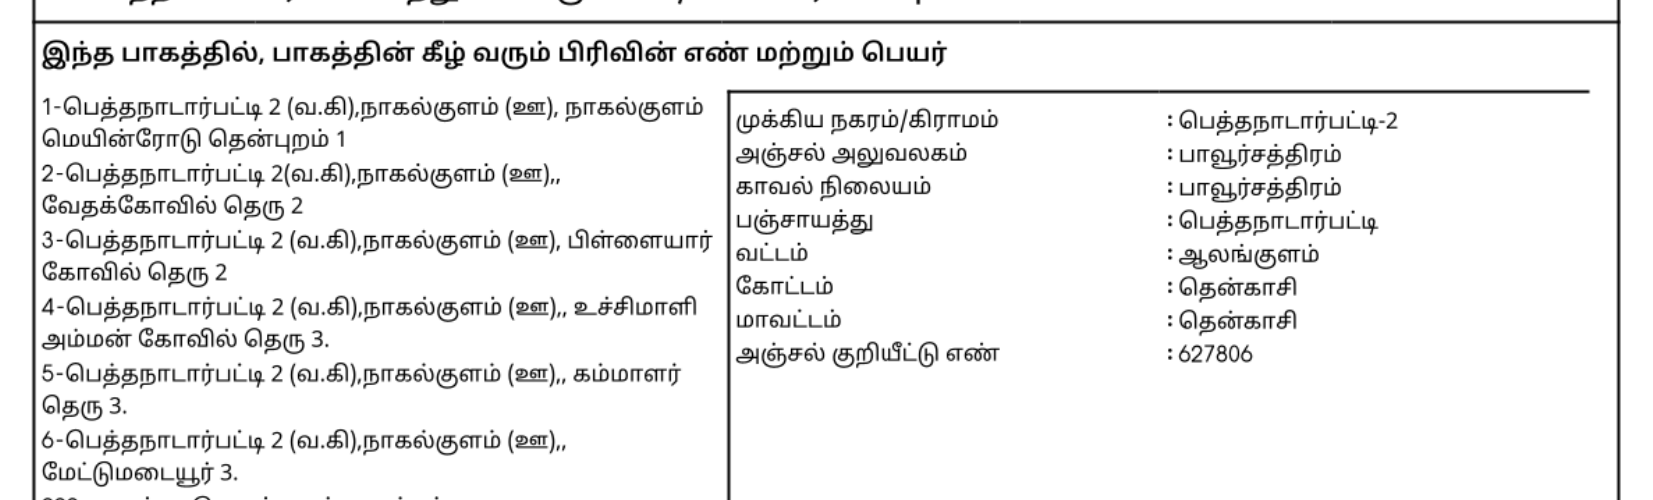 இந்த பாகத்தில், பாகத்தின் கீழ் வரும் பிரிவின் எண் மற்றும் பெயர்
1-பெத்தநாடார்பட்டி 2 (வ.கி),நாகல்குளம் (ஊ), நாகல்குளம்
மெயின்ரோடு தென்புறம் 1
2-பெத்தநாடார்பட்டி 2(வ.கி),நாகல்குளம் (ஊ),,
வேதக்கோவில் தெரு 2
3-பெத்தநாடார்பட்டி 2 (வ.கி),நாகல்குளம் (ஊ), பிள்ளையார்
கோவில் தெரு 2
4-பெத்தநாடார்பட்டி 2 (வ.கி),நாகல்குளம் (ஊ),, உச்சிமாளி
அம்மன் கோவில் தெரு 3.
5-பெத்தநாடார்பட்டி 2 (வ.கி),நாகல்குளம் (ஊ),, கம்மாளர்
தெரு 3.
6-பெத்தநாடார்பட்டி 2 (வ.கி),நாகல்குளம் (ஊ),,
மேட்டுமடையூர் 3.
முக்கிய நகரம்/கிராமம் : பெத்தநாடார்பட்டி-2
அஞ்சல் அலுவலகம் : பாவூர்சத்திரம்
காவல் நிலையம் : பாவூர்சத்திரம்
பஞ்சாயத்து : பெத்தநாடார்பட்டி
வட்டம் : ஆலங்குளம்
கோட்டம் : தென்காசி
மாவட்டம் : தென்காசி
அஞ்சல் குறியீட்டு எண் : 627806